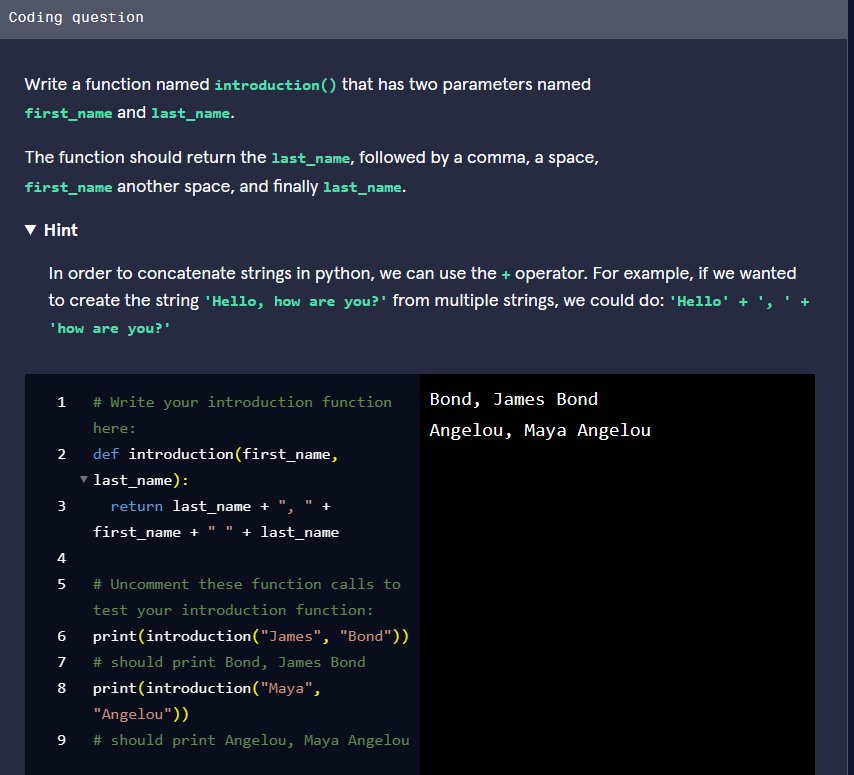 Coding question
Write a function named introduction() that has two parameters named
first_name and last_name.
The function should return the last_name, followed by a comma, a space,
first_name another space, and finally last_name.
▼ Hint
In order to concatenate strings in python, we can use the + operator. For example, if we wanted
to create the string 'Hello, how are you?' from multiple strings, we could do: 'Hello' + ', ' +
'how are you?'
1 # Write your introduction function
here:
2 def introduction(first_name,
▼ last_name):
3   return last_name + ", " +
first_name + " " + last_name
4
5 # Uncomment these function calls to
test your introduction function:
6 print(introduction("James", "Bond"))
7 # should print Bond, James Bond
8 print(introduction("Maya",
"Angelou"))
9 # should print Angelou, Maya Angelou
Bond, James Bond
Angelou, Maya Angelou